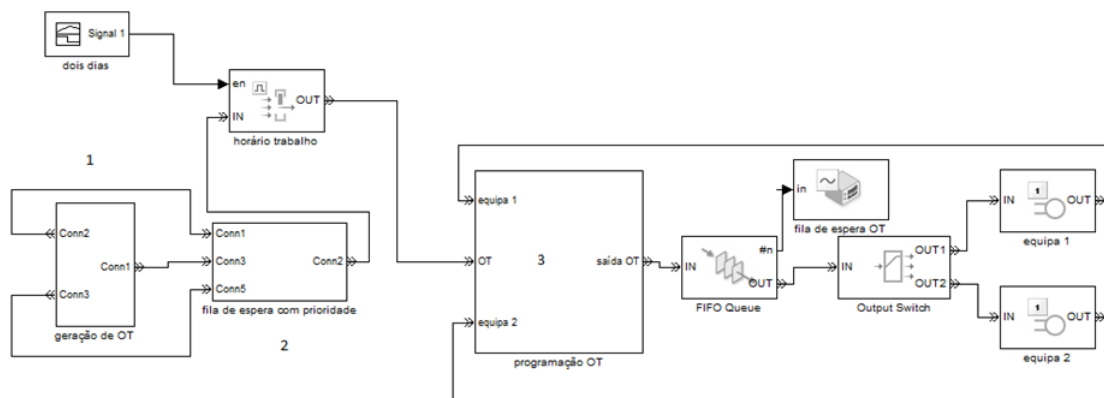 Signal 1
dois dias
en
IN
OUT
horário trabalho
1
Conn2
Conn1
Conn3
geração de OT
Conn1
Conn3
Conn5
Conn2
fila de espera com prioridade
2
equipa 1
OT
equipa 2
3
saída OT
programação OT
in
fila de espera OT
IN
#n
OUT
FIFO Queue
IN
OUT1
OUT2
Output Switch
IN
1
OUT
equipa 1
IN
1
OUT
equipa 2